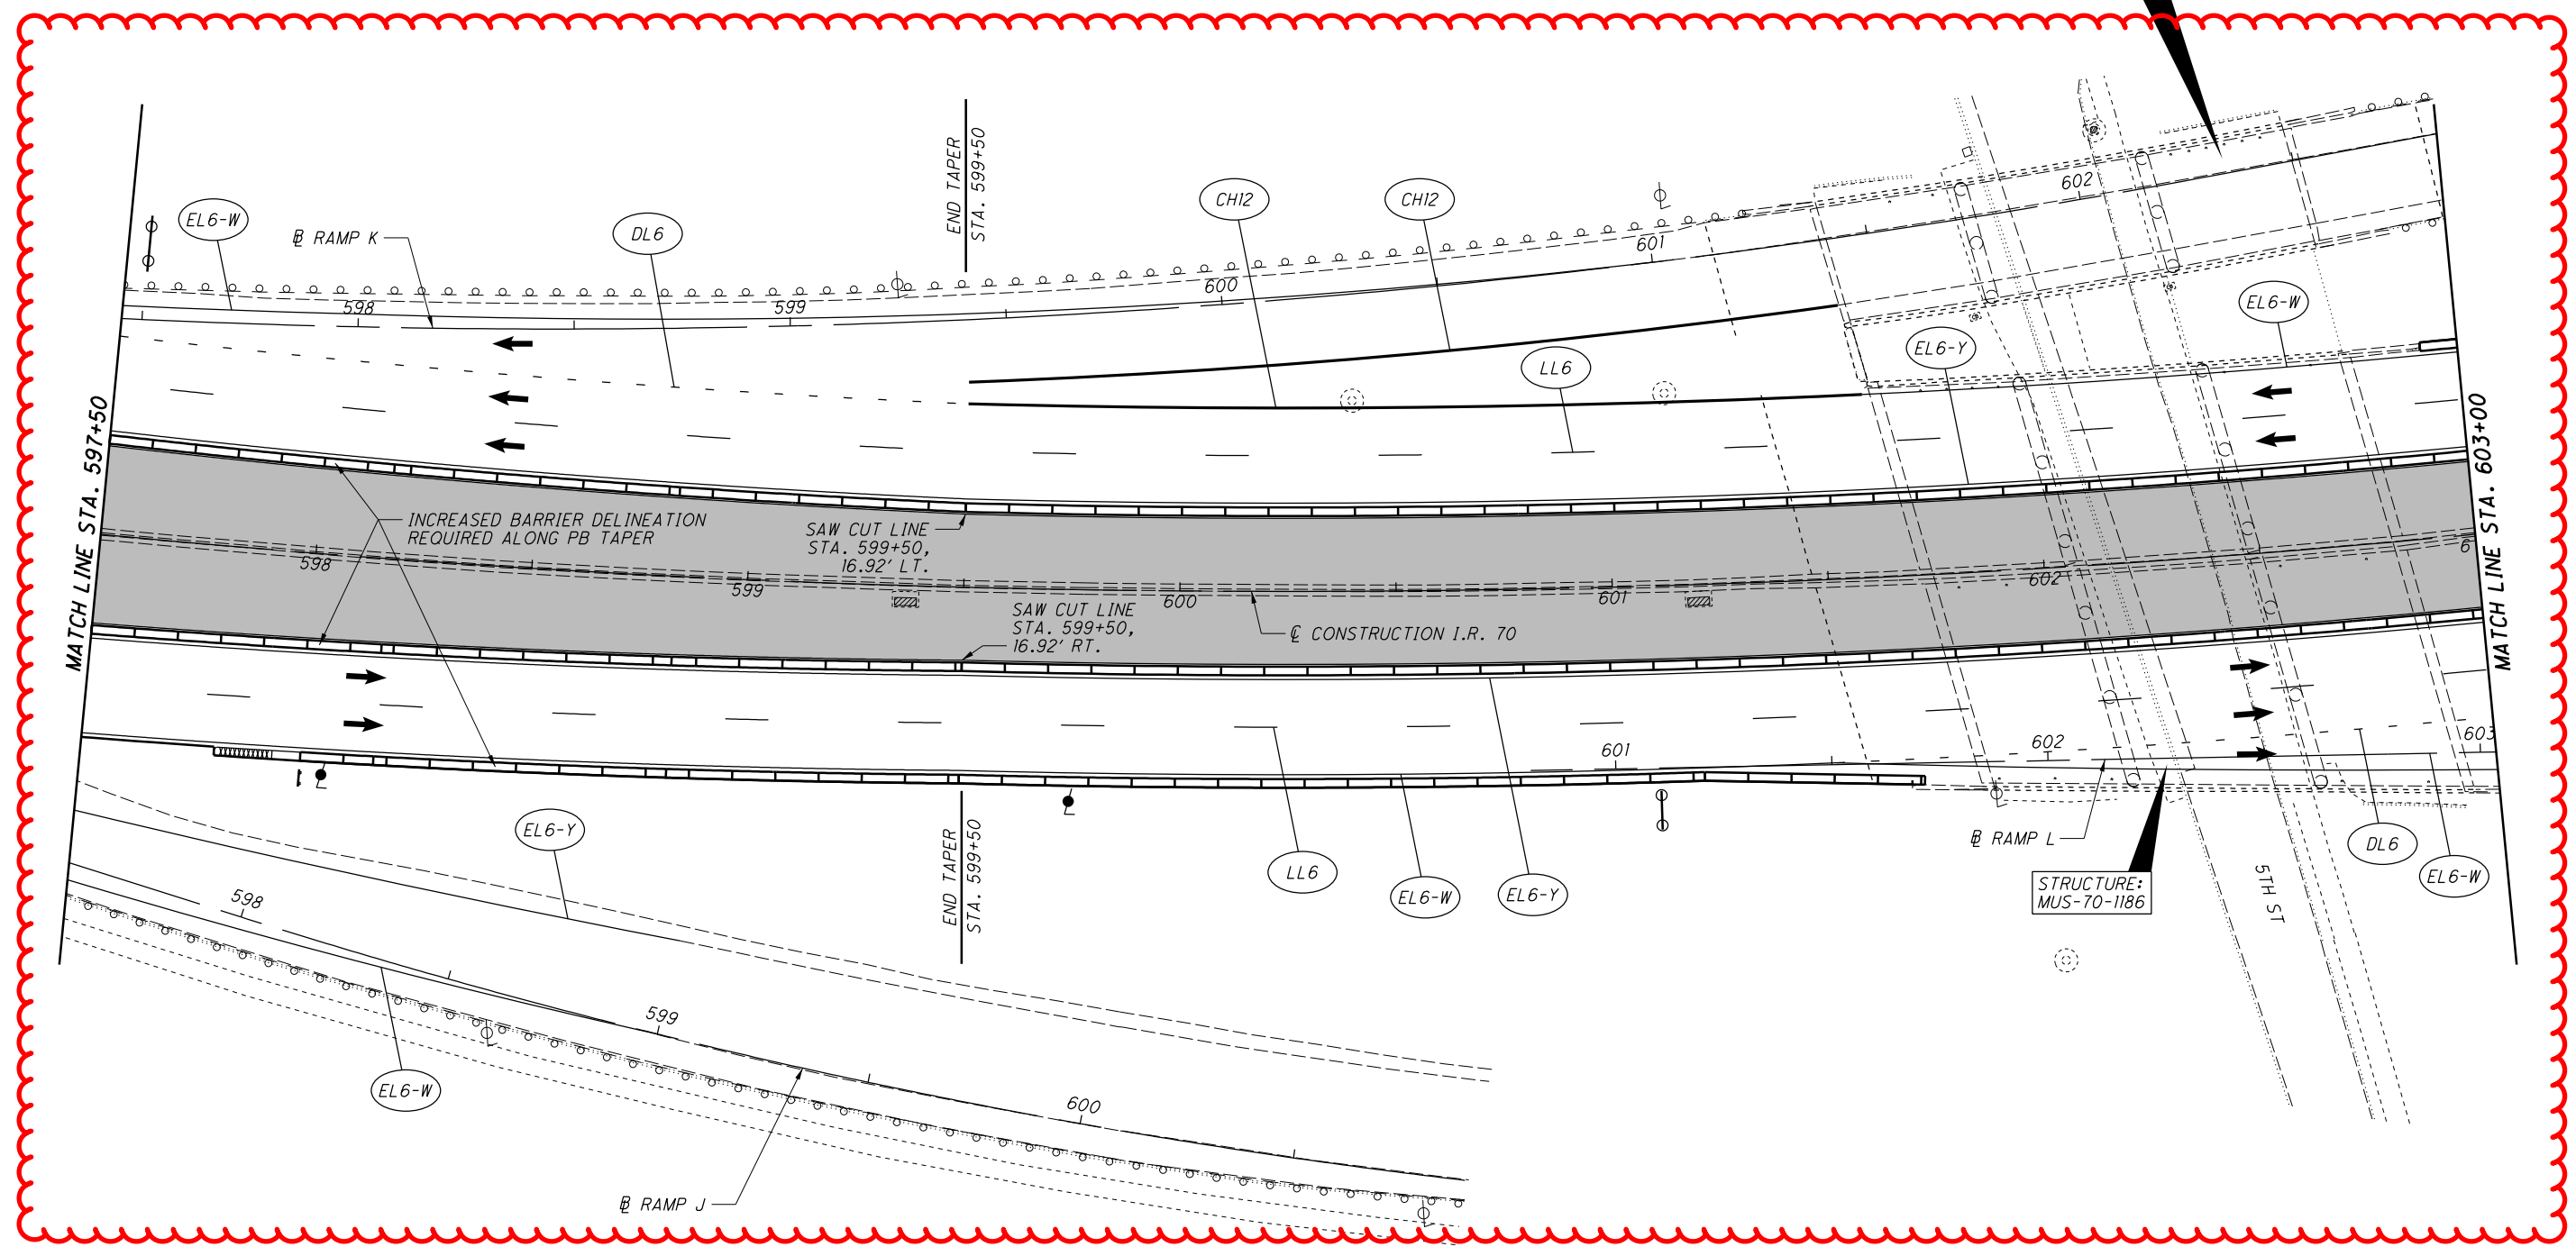 END TAPER
STA. 599+50
602
CH12
CH12
EL6-W
℄ RAMP K
DL6
601
600
599
598
EL6-W
EL6-Y
LL6
MATCH LINE STA. 597+50
MATCH LINE STA. 603+00
INCREASED BARRIER DELINEATION
REQUIRED ALONG PB TAPER
SAW CUT LINE
STA. 599+50,
16.92' LT.
598
599
600
601
602
6
SAW CUT LINE
STA. 599+50,
16.92' RT.
℄ CONSTRUCTION I.R. 70
601
602
603
EL6-Y
END TAPER
STA. 599+50
LL6
EL6-W
EL6-Y
℄ RAMP L
DL6
EL6-W
STRUCTURE:
MUS-70-1186
5TH ST
598
599
600
EL6-W
℄ RAMP J